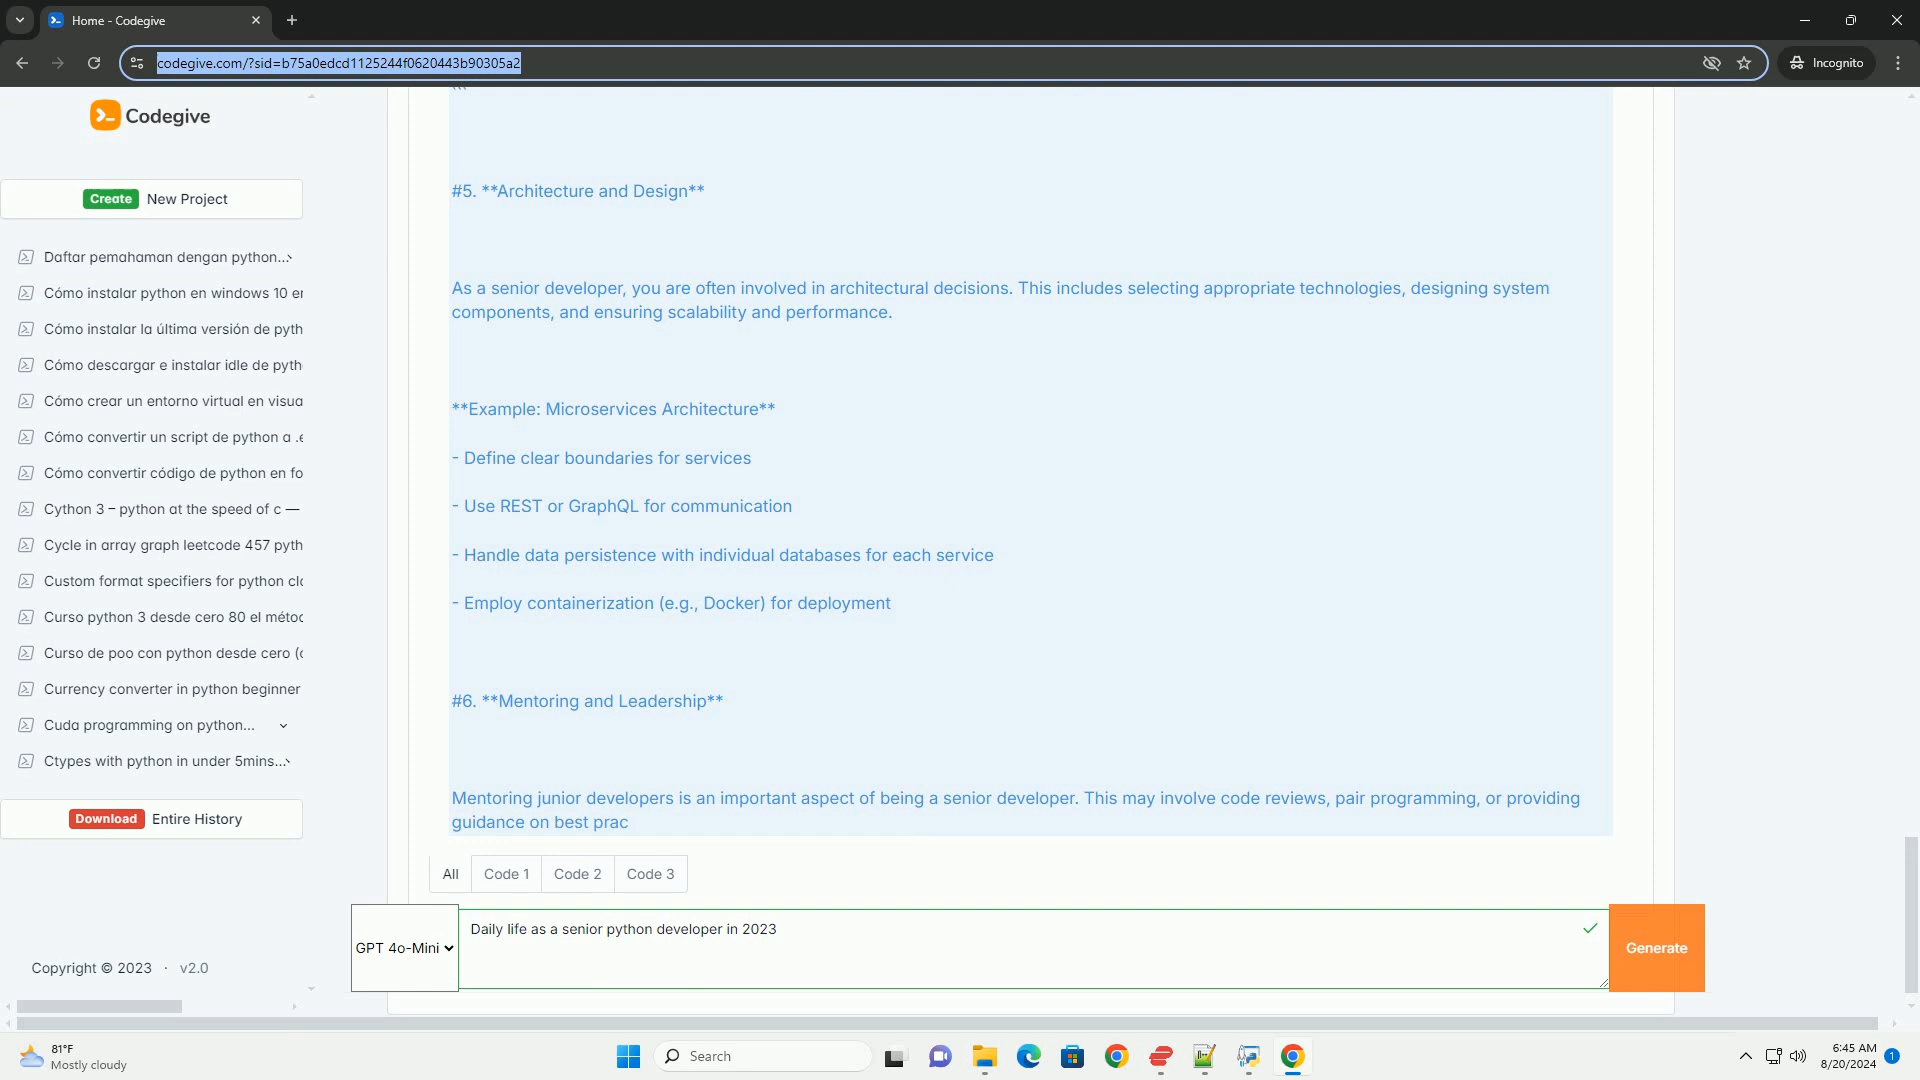 Home - Codegive
codegive.com/?sid=b75a0edcd1125244f0620443b90305a2
Incognito
Codegive
Create New Project
Daftar pemahaman dengan python...
Cómo instalar python en windows 10 er
Cómo instalar la última versión de pyth
Cómo descargar e instalar idle de pyth
Cómo crear un entorno virtual en visua
Cómo convertir un script de python a .e
Cómo convertir código de python en fo
Cython 3 – python at the speed of c —
Cycle in array graph leetcode 457 pyth
Custom format specifiers for python clc
Curso python 3 desde cero 80 el métoc
Curso de poo con python desde cero (c
Currency converter in python beginner
Cuda programming on python...
Ctypes with python in under 5mins...
Download Entire History
Copyright © 2023 · v2.0
```
#5. **Architecture and Design**
As a senior developer, you are often involved in architectural decisions. This includes selecting appropriate technologies, designing system
components, and ensuring scalability and performance.
**Example: Microservices Architecture**
- Define clear boundaries for services
- Use REST or GraphQL for communication
- Handle data persistence with individual databases for each service
- Employ containerization (e.g., Docker) for deployment
#6. **Mentoring and Leadership**
Mentoring junior developers is an important aspect of being a senior developer. This may involve code reviews, pair programming, or providing
guidance on best prac
All Code 1 Code 2 Code 3
GPT 4o-Mini
Daily life as a senior python developer in 2023
Generate
81°F
Mostly cloudy
Search
6:45 AM
8/20/2024
1